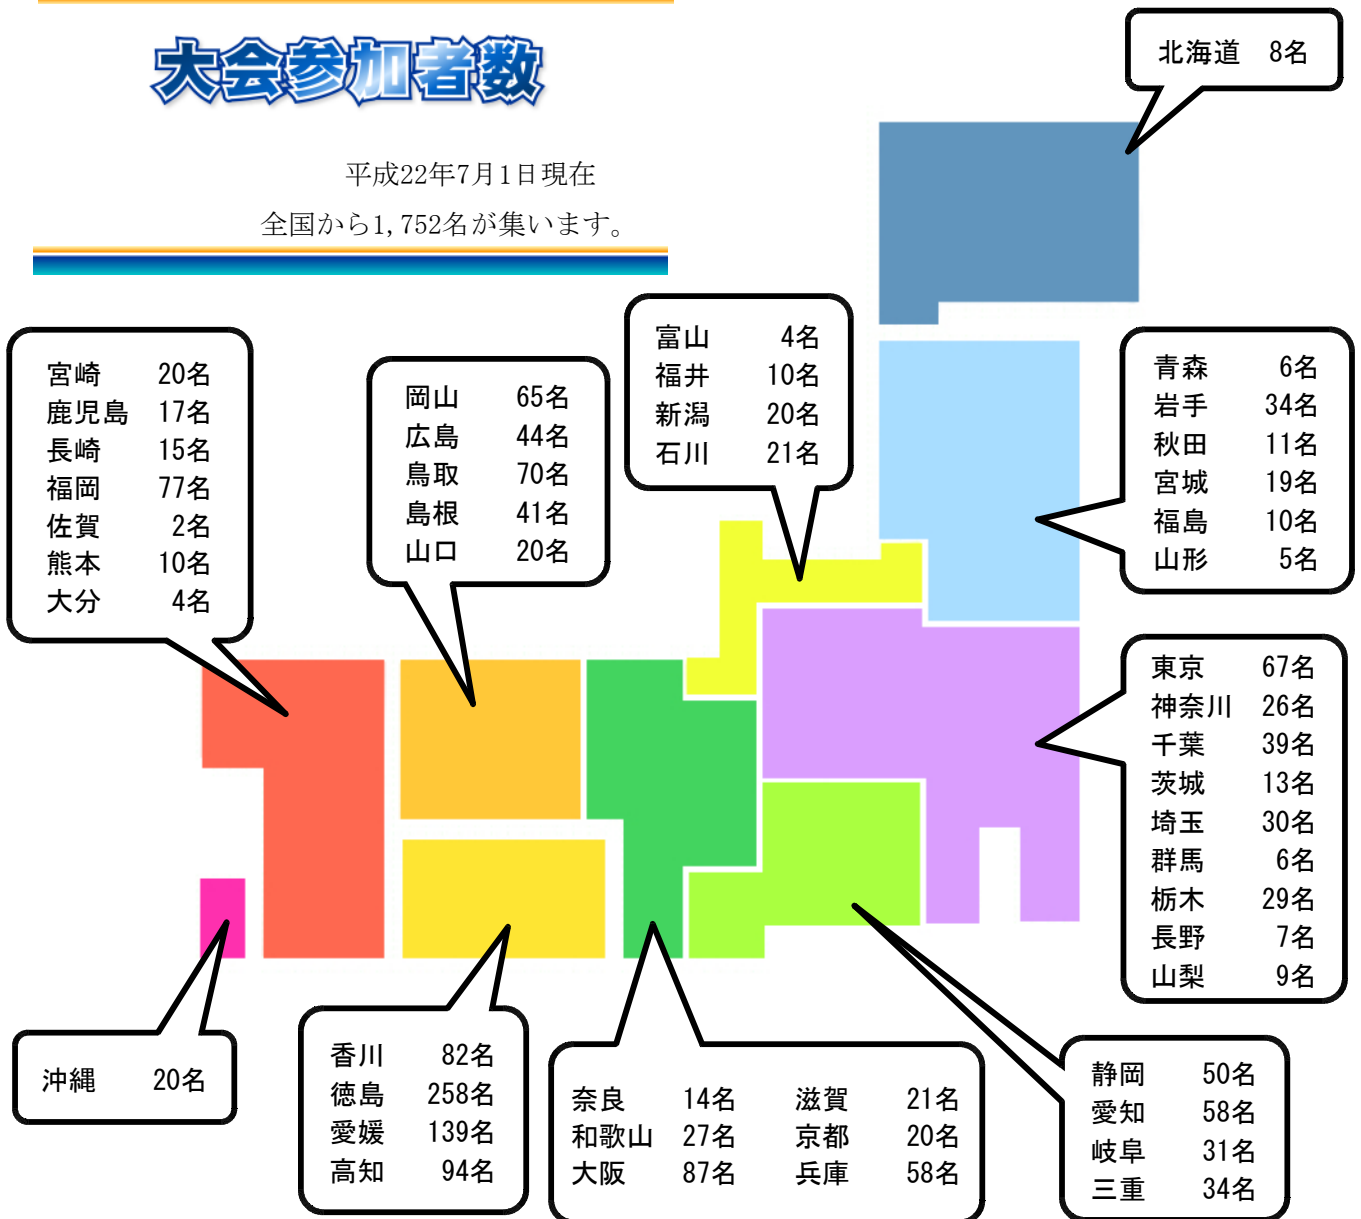 大会参加者数
平成22年7月1日現在
全国から1,752名が集います。
北海道 8名
富山 4名
福井 10名
新潟 20名
石川 21名
宮崎 20名
鹿児島 17名
長崎 15名
福岡 77名
佐賀 2名
熊本 10名
大分 4名
岡山 65名
広島 44名
鳥取 70名
島根 41名
山口 20名
青森 6名
岩手 34名
秋田 11名
宮城 19名
福島 10名
山形 5名
東京 67名
神奈川 26名
千葉 39名
茨城 13名
埼玉 30名
群馬 6名
栃木 29名
長野 7名
山梨 9名
沖縄 20名
香川 82名
徳島 258名
愛媛 139名
高知 94名
奈良 14名 滋賀 21名
和歌山 27名 京都 20名
大阪 87名 兵庫 58名
静岡 50名
愛知 58名
岐阜 31名
三重 34名